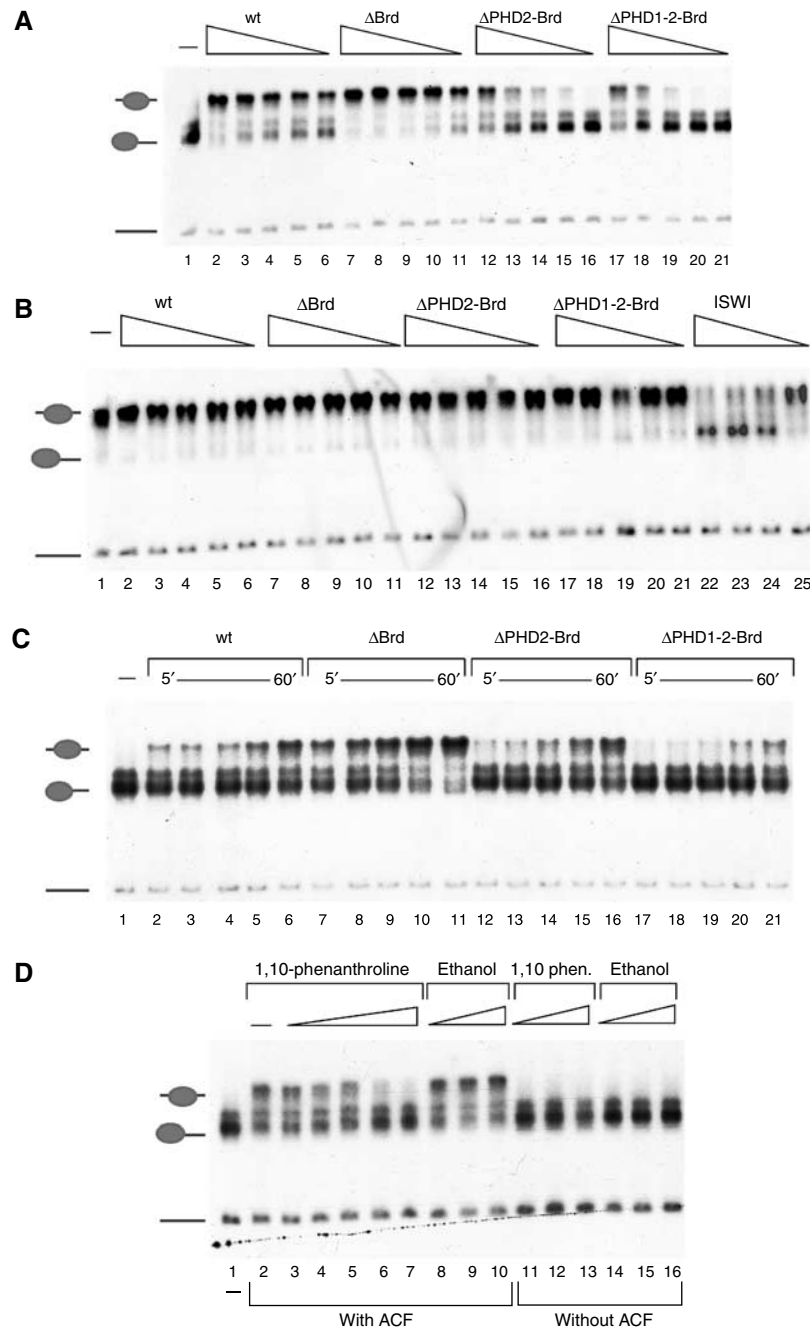 A
wt ΔBrd ΔPHD2-Brd ΔPHD1-2-Brd
–
1 2 3 4 5 6 7 8 9 10 11 12 13 14 15 16 17 18 19 20 21
B
wt ΔBrd ΔPHD2-Brd ΔPHD1-2-Brd ISWI
–
1 2 3 4 5 6 7 8 9 10 11 12 13 14 15 16 17 18 19 20 21 22 23 24 25
C
wt ΔBrd ΔPHD2-Brd ΔPHD1-2-Brd
– 5′ 60′ 5′ 60′ 5′ 60′ 5′ 60′
1 2 3 4 5 6 7 8 9 10 11 12 13 14 15 16 17 18 19 20 21
D
1,10-phenanthroline Ethanol 1,10 phen. Ethanol
–
1 2 3 4 5 6 7 8 9 10 11 12 13 14 15 16
–
With ACF Without ACF